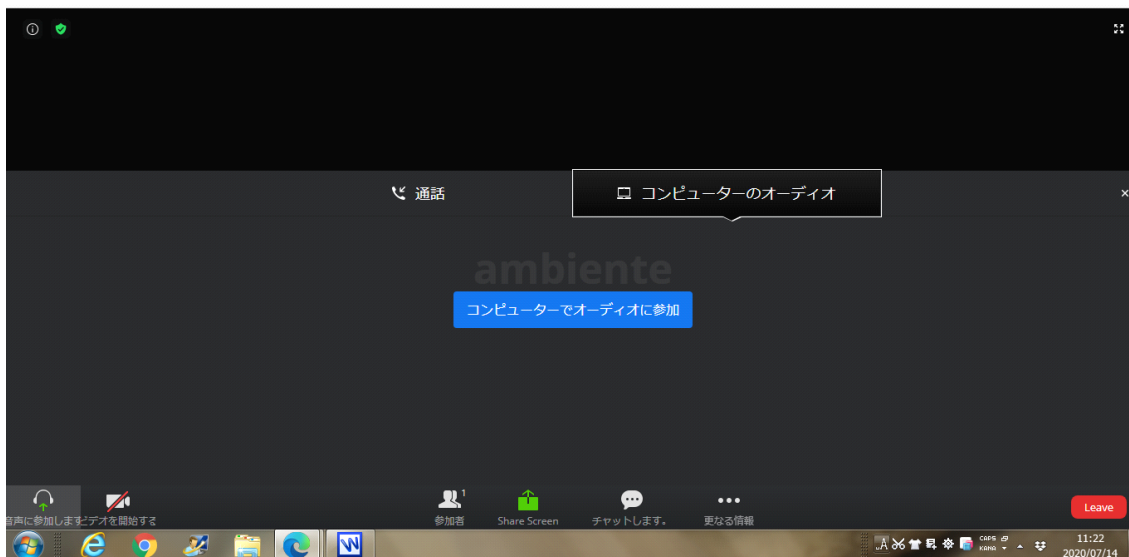 通話
コンピューターのオーディオ
×
ambiente
コンピューターでオーディオに参加
音声に参加します
ビデオを開始する
参加者
1
Share Screen
チャットします。
更なる情報
Leave
A
CAPS
KANA
11:22
2020/07/14